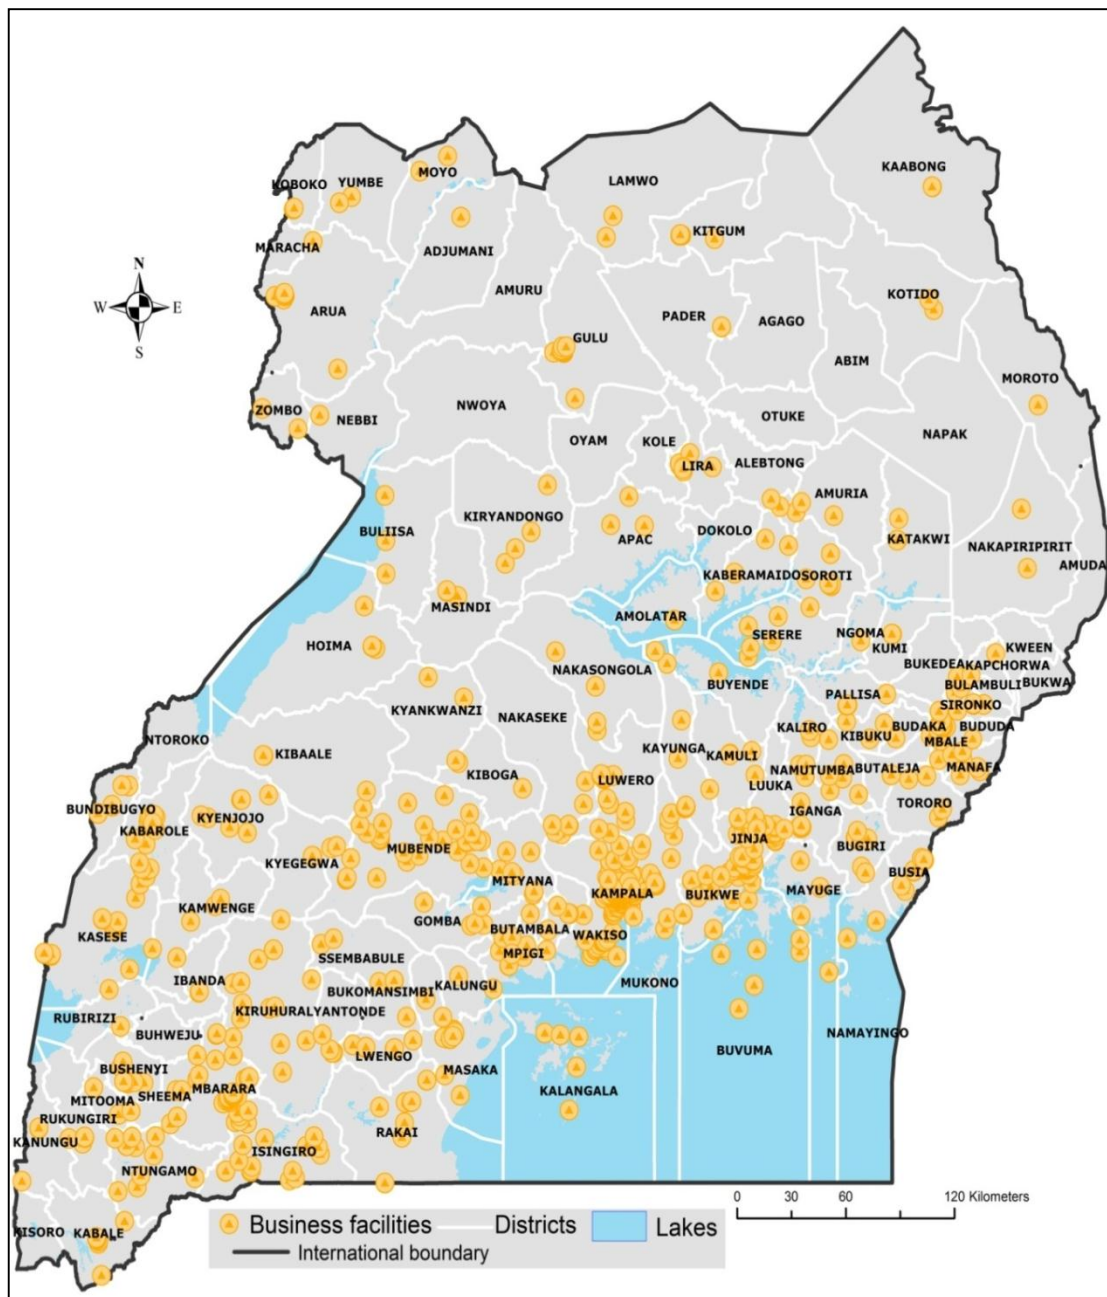 KAABONG
LAMWO
MOYO
KOBOKO
YUMBE
KITGUM
MARACHA
ADJUMANI
N
W
E
S
AMURU
KOTIDO
ARUA
PADER
AGAGO
GULU
ABIM
MOROTO
NWOYA
ZOMBO
NEBBI
OTUKE
OYAM
KOLE
NAPAK
LIRA
ALEBTONG
AMURIA
KIRYANDONGO
BULIISA
APAC
DOKOLO
KATAKWI
NAKAPIRIPIRIT
AMUDA
KABERAMAIDO
SOROTI
MASINDI
AMOLATAR
SERERE
NGOMA
HOIMA
KUMI
KWEEN
NAKASONGOLA
BUKEDEA
KAPCHORWA
BUYENDE
BULAMBULI
BUKWA
KYANKWANZI
PALLISA
SIRONKO
NAKASEKE
KALIRO
BUDAKA
BUDUDA
NTOROKO
KIBUKU
MBALE
KIBAALE
KAYUNGA
KAMULI
KIBOGA
NAMUTUMBA
BUTALEJA
MANAFA
LUWERO
LUUKA
BUNDIBUGYO
IGANGA
TORORO
KABAROLE
KYENJOJO
JINJA
BUGIRI
MUBENDE
KYEGEGWA
BUSIA
MITYANA
KAMPALA
BUIKWE
MAYUGE
KAMWENGE
GOMBA
KASESE
BUTAMBALA
WAKISO
MPIGI
SSEMBABULE
IBANDA
MUKONO
BUKOMANSIMBI
KALUNGU
KIRUHURA
LYANTONDE
RUBIRIZI
BUHWEJU
NAMAYINGO
BUVUMA
LWENGO
BUSHENYI
MASAKA
MITOOMA
SHEEMA
MBARARA
KALANGALA
RUKUNGIRI
RAKAI
KANUNGU
ISINGIRO
NTUNGAMO
0 30 60 120 Kilometers
KISORO
KABALE
Business facilities
Districts
Lakes
International boundary